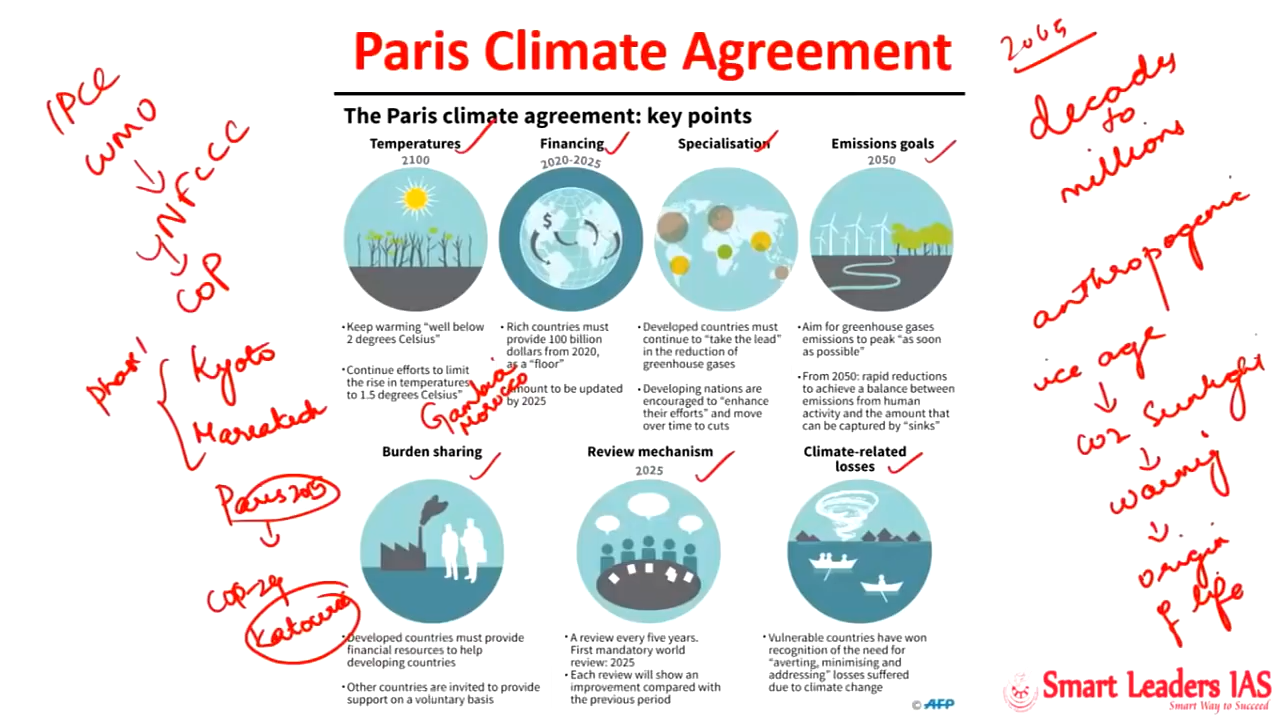 Paris Climate Agreement
The Paris climate agreement: key points
Temperatures
2100
• Keep warming “well below
2 degrees Celsius”
• Continue efforts to limit
the rise in temperatures
to 1.5 degrees Celsius”
Financing
2020-2025
• Rich countries must
provide 100 billion
dollars from 2020,
as a “floor”
• Amount to be updated
by 2025
Specialisation
• Developed countries must
continue to “take the lead”
in the reduction of
greenhouse gases
• Developing nations are
encouraged to “enhance
their efforts” and move
over time to cuts
Emissions goals
2050
• Aim for greenhouse gases
emissions to peak “as soon
as possible”
• From 2050: rapid reductions
to achieve a balance between
emissions from human
activity and the amount that
can be captured by “sinks”
Burden sharing
• Developed countries must provide
financial resources to help
developing countries
• Other countries are invited to provide
support on a voluntary basis
Review mechanism
2025
• A review every five years.
First mandatory world
review: 2025
• Each review will show an
improvement compared with
the previous period
Climate-related
losses
• Vulnerable countries have won
recognition of the need for
“averting, minimising and
addressing” losses suffered
due to climate change
© AFP
IPCC
WMO
UNFCCC
COP
Kyoto
Marrakech
Paris 2015
COP-24
Katowice
Gambia
Morocco
2065
decades
to
millions
anthropogenic
ice age
CO2 Sunlight
warming
origin
of life
Smart Leaders IAS
Smart Way to Succeed